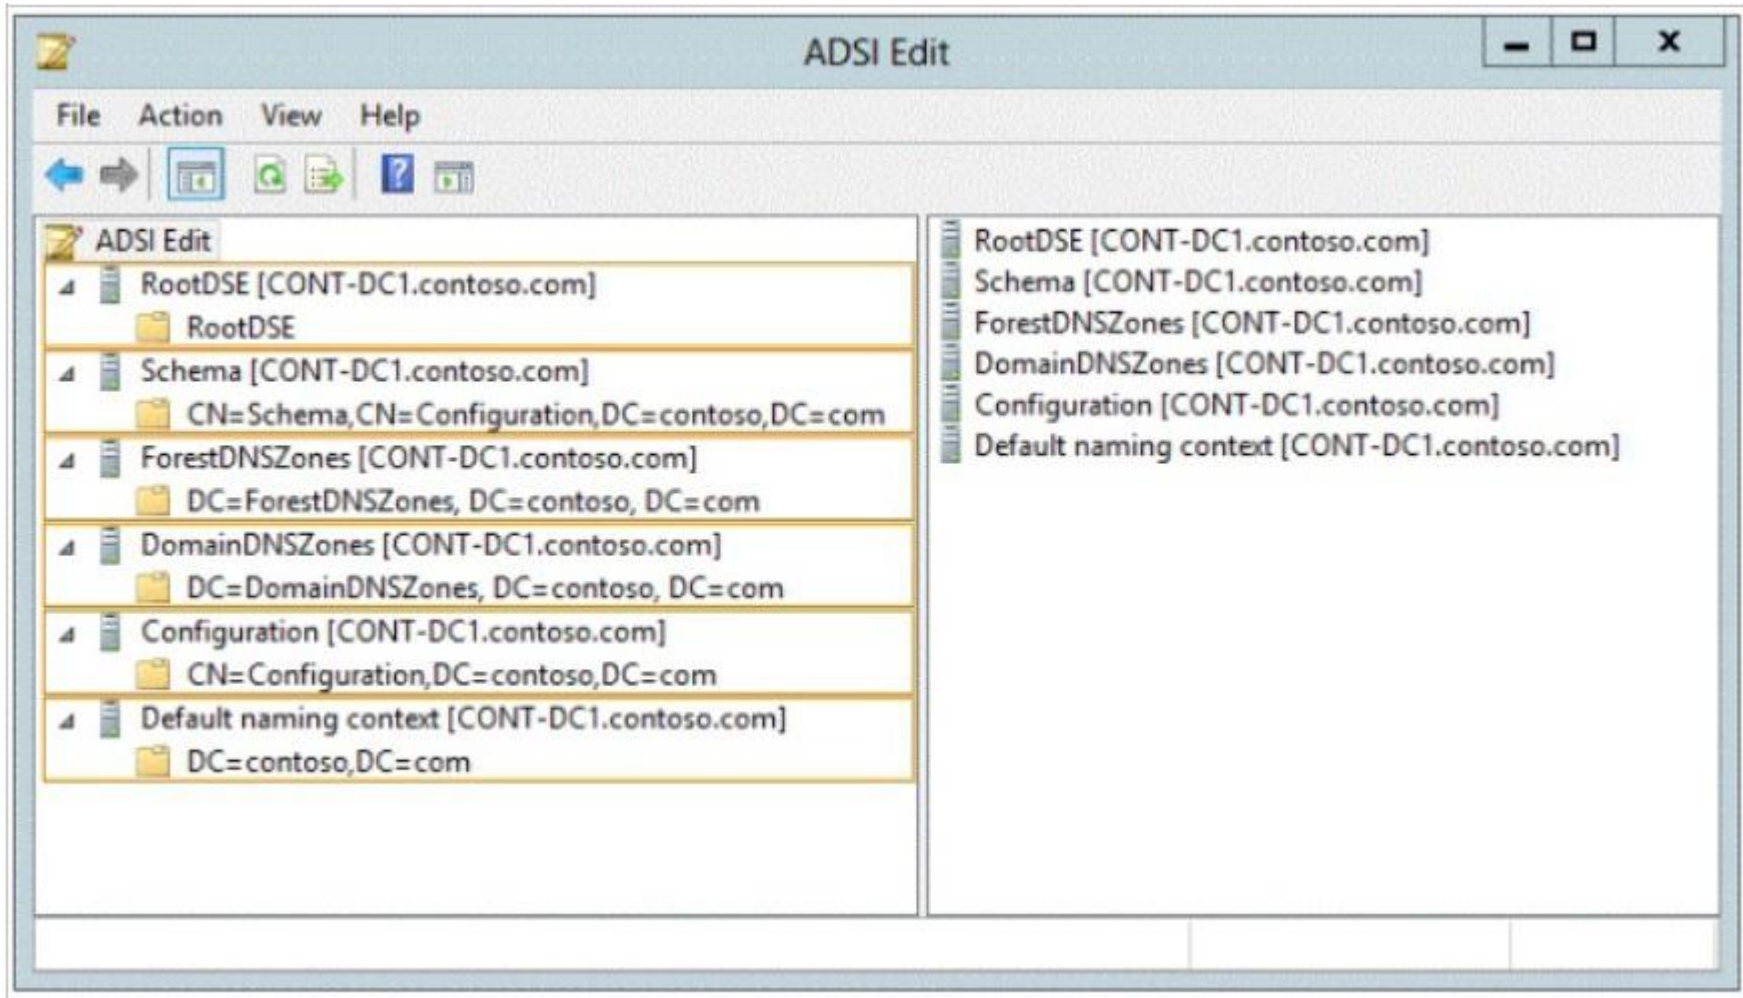 ADSI Edit
File Action View Help
ADSI Edit
RootDSE [CONT-DC1.contoso.com]
RootDSE
Schema [CONT-DC1.contoso.com]
CN=Schema,CN=Configuration,DC=contoso,DC=com
ForestDNSZones [CONT-DC1.contoso.com]
DC=ForestDNSZones, DC=contoso, DC=com
DomainDNSZones [CONT-DC1.contoso.com]
DC=DomainDNSZones, DC=contoso, DC=com
Configuration [CONT-DC1.contoso.com]
CN=Configuration,DC=contoso,DC=com
Default naming context [CONT-DC1.contoso.com]
DC=contoso,DC=com
RootDSE [CONT-DC1.contoso.com]
Schema [CONT-DC1.contoso.com]
ForestDNSZones [CONT-DC1.contoso.com]
DomainDNSZones [CONT-DC1.contoso.com]
Configuration [CONT-DC1.contoso.com]
Default naming context [CONT-DC1.contoso.com]